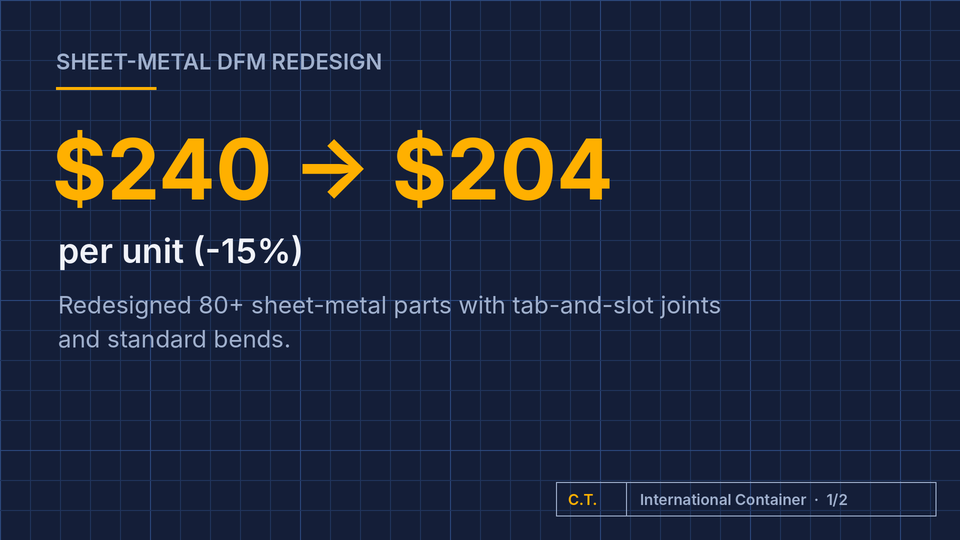 SHEET-METAL DFM REDESIGN
$240 → $204
per unit (-15%)
Redesigned 80+ sheet-metal parts with tab-and-slot joints
and standard bends.
C.T. International Container · 1/2